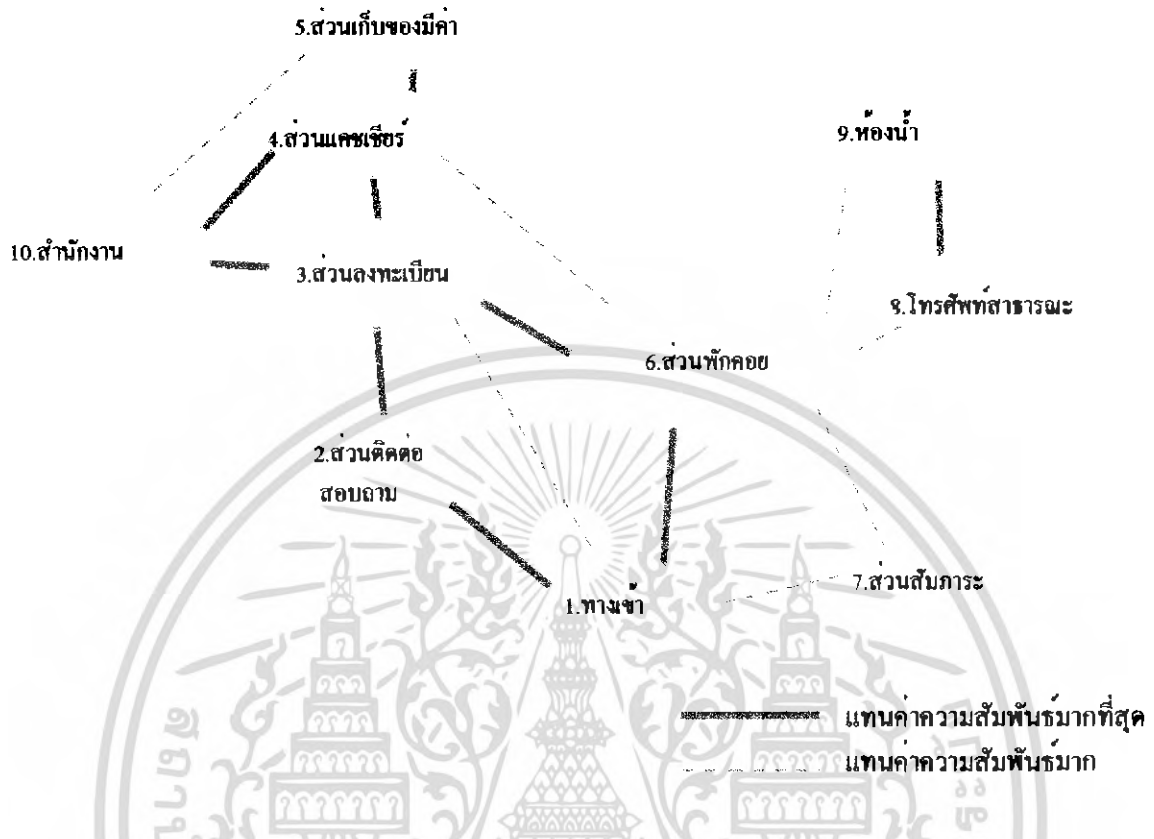 5.ส่วนเก็บของมีค่า
4.ส่วนแคชเชียร์
9.ห้องน้ำ
10.สำนักงาน
3.ส่วนลงทะเบียน
8.โทรศัพท์สาธารณะ
6.ส่วนพักคอย
2.ส่วนติดต่อ
สอบถาม
7.ส่วนสัมภาระ
1.ทางเข้า
แทนค่าความสัมพันธ์มากที่สุด
แทนค่าความสัมพันธ์มาก